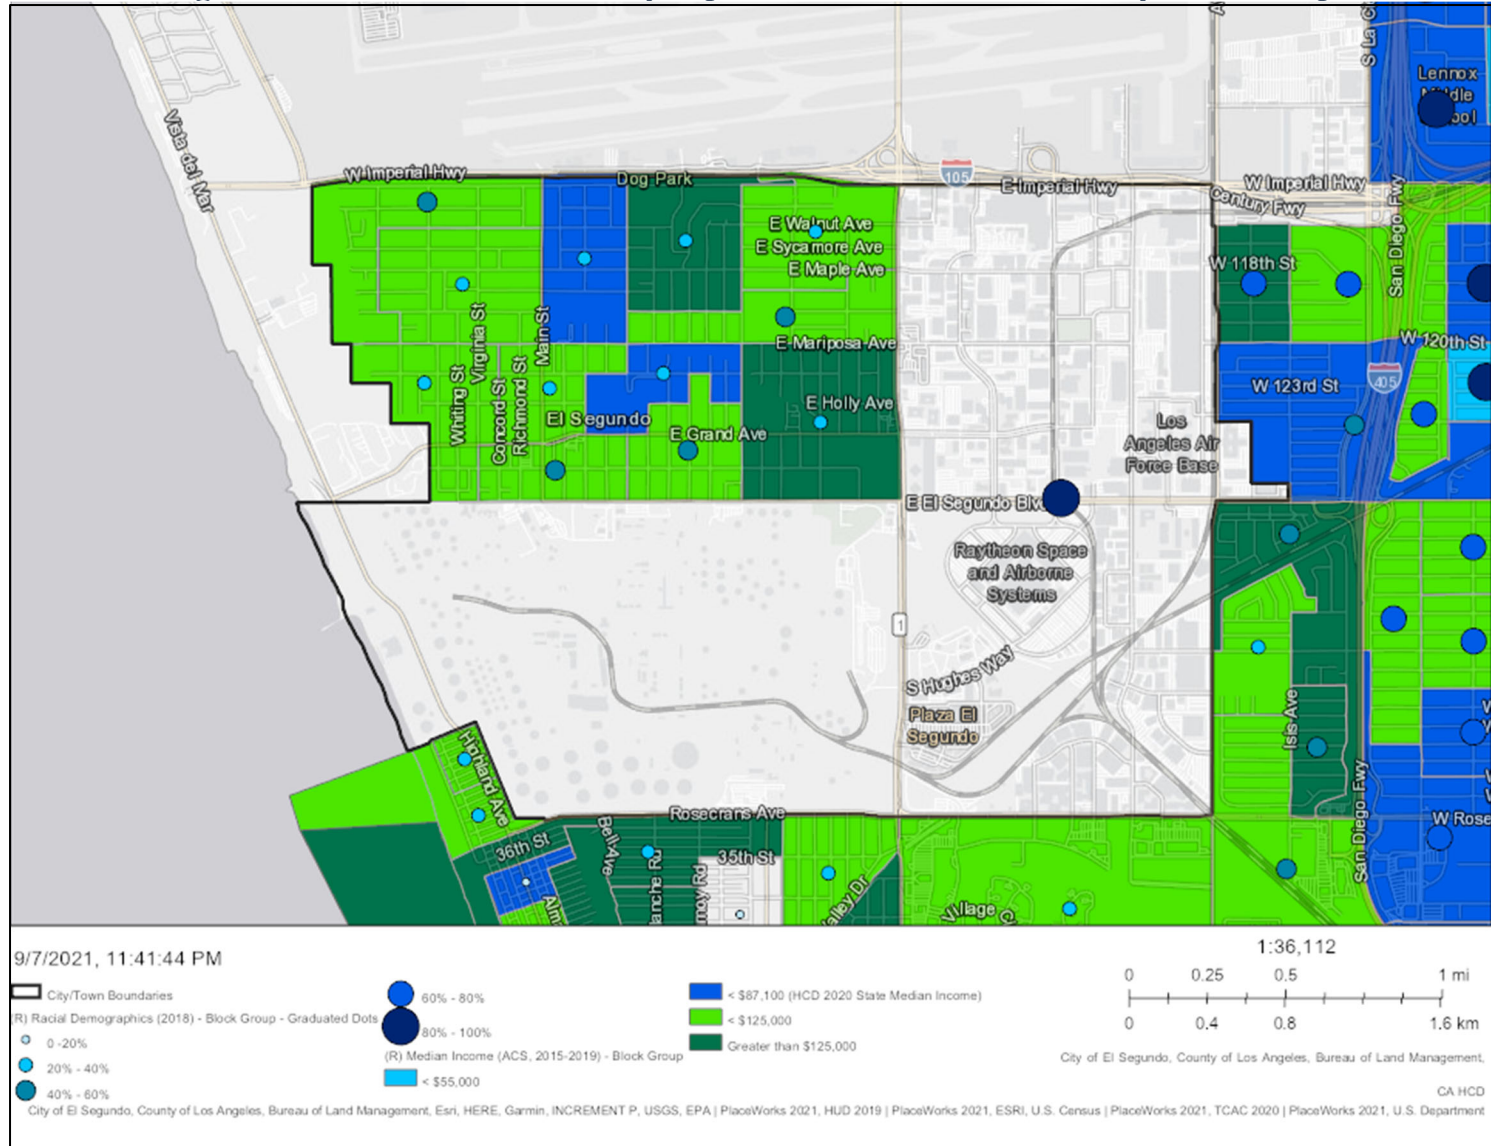 Lennox
W Imperial Hwy
Dog Park
105
E Imperial Hwy
W Imperial Hwy
Century Fwy
Vista del Mar
E Walnut Ave
E Sycamore Ave
E Maple Ave
W 118th St
San Diego Fwy
Virginia St
Main St
E Mariposa Ave
W 120th St
W 123rd St
405
Whiting St
Concord St
Richmond St
El Segundo
E Holly Ave
E Grand Ave
Los
Angeles Air
Force Base
E El Segundo
Raytheon Space
and Airborne
Systems
1
S Hughes Way
Plaza El
Segundo
Isis Ave
Highland Ave
San Diego Fwy
Rosecrans Ave
W Rose
36th St
Bell Ave
35th St
Village
9/7/2021, 11:41:44 PM
City/Town Boundaries
(R) Racial Demographics (2018) - Block Group - Graduated Dots
0 -20%
20% - 40%
40% - 60%
60% - 80%
80% - 100%
(R) Median Income (ACS, 2015-2019) - Block Group
< $55,000
< $87,100 (HCD 2020 State Median Income)
< $125,000
Greater than $125,000
1:36,112
0 0.25 0.5 1 mi
0 0.4 0.8 1.6 km
City of El Segundo, County of Los Angeles, Bureau of Land Management,
CA HCD
City of El Segundo, County of Los Angeles, Bureau of Land Management, Esri, HERE, Garmin, INCREMENT P, USGS, EPA | PlaceWorks 2021, HUD 2019 | PlaceWorks 2021, ESRI, U.S. Census | PlaceWorks 2021, TCAC 2020 | PlaceWorks 2021, U.S. Department